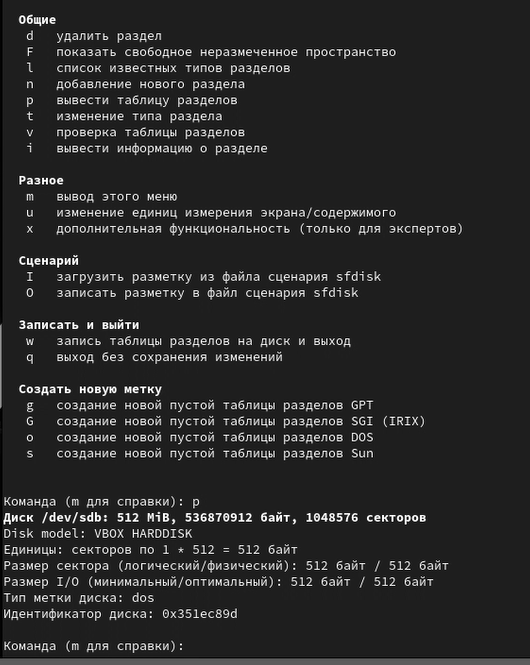 Общие
d удалить раздел
F показать свободное неразмеченное пространство
l список известных типов разделов
n добавление нового раздела
p вывести таблицу разделов
t изменение типа раздела
v проверка таблицы разделов
i вывести информацию о разделе
Разное
m вывод этого меню
u изменение единиц измерения экрана/содержимого
x дополнительная функциональность (только для экспертов)
Сценарий
I загрузить разметку из файла сценария sfdisk
O записать разметку в файл сценария sfdisk
Записать и выйти
w запись таблицы разделов на диск и выход
q выход без сохранения изменений
Создать новую метку
g создание новой пустой таблицы разделов GPT
G создание новой пустой таблицы разделов SGI (IRIX)
o создание новой пустой таблицы разделов DOS
s создание новой пустой таблицы разделов Sun
Команда (m для справки): p
Диск /dev/sdb: 512 MiB, 536870912 байт, 1048576 секторов
Disk model: VBOX HARDDISK
Единицы: секторов по 1 * 512 = 512 байт
Размер сектора (логический/физический): 512 байт / 512 байт
Размер I/O (минимальный/оптимальный): 512 байт / 512 байт
Тип метки диска: dos
Идентификатор диска: 0x351ec89d
Команда (m для справки):